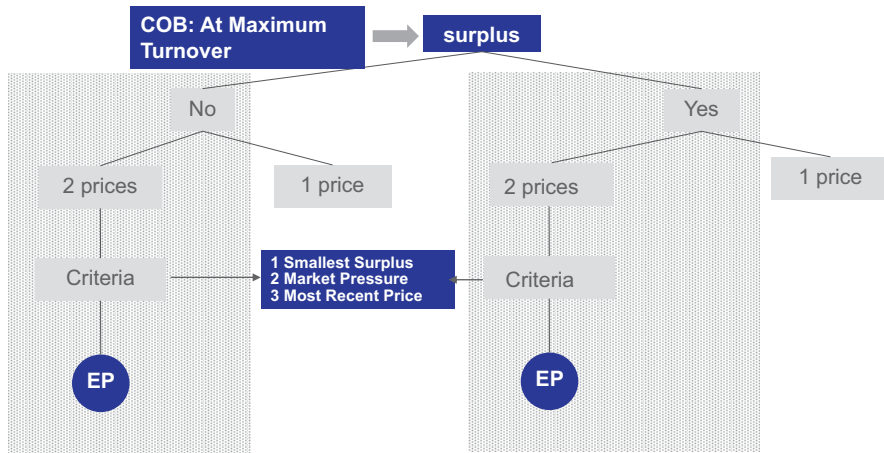 COB: At Maximum
Turnover
surplus
No
Yes
2 prices
1 price
2 prices
1 price
Criteria
1 Smallest Surplus
2 Market Pressure
3 Most Recent Price
Criteria
EP
EP